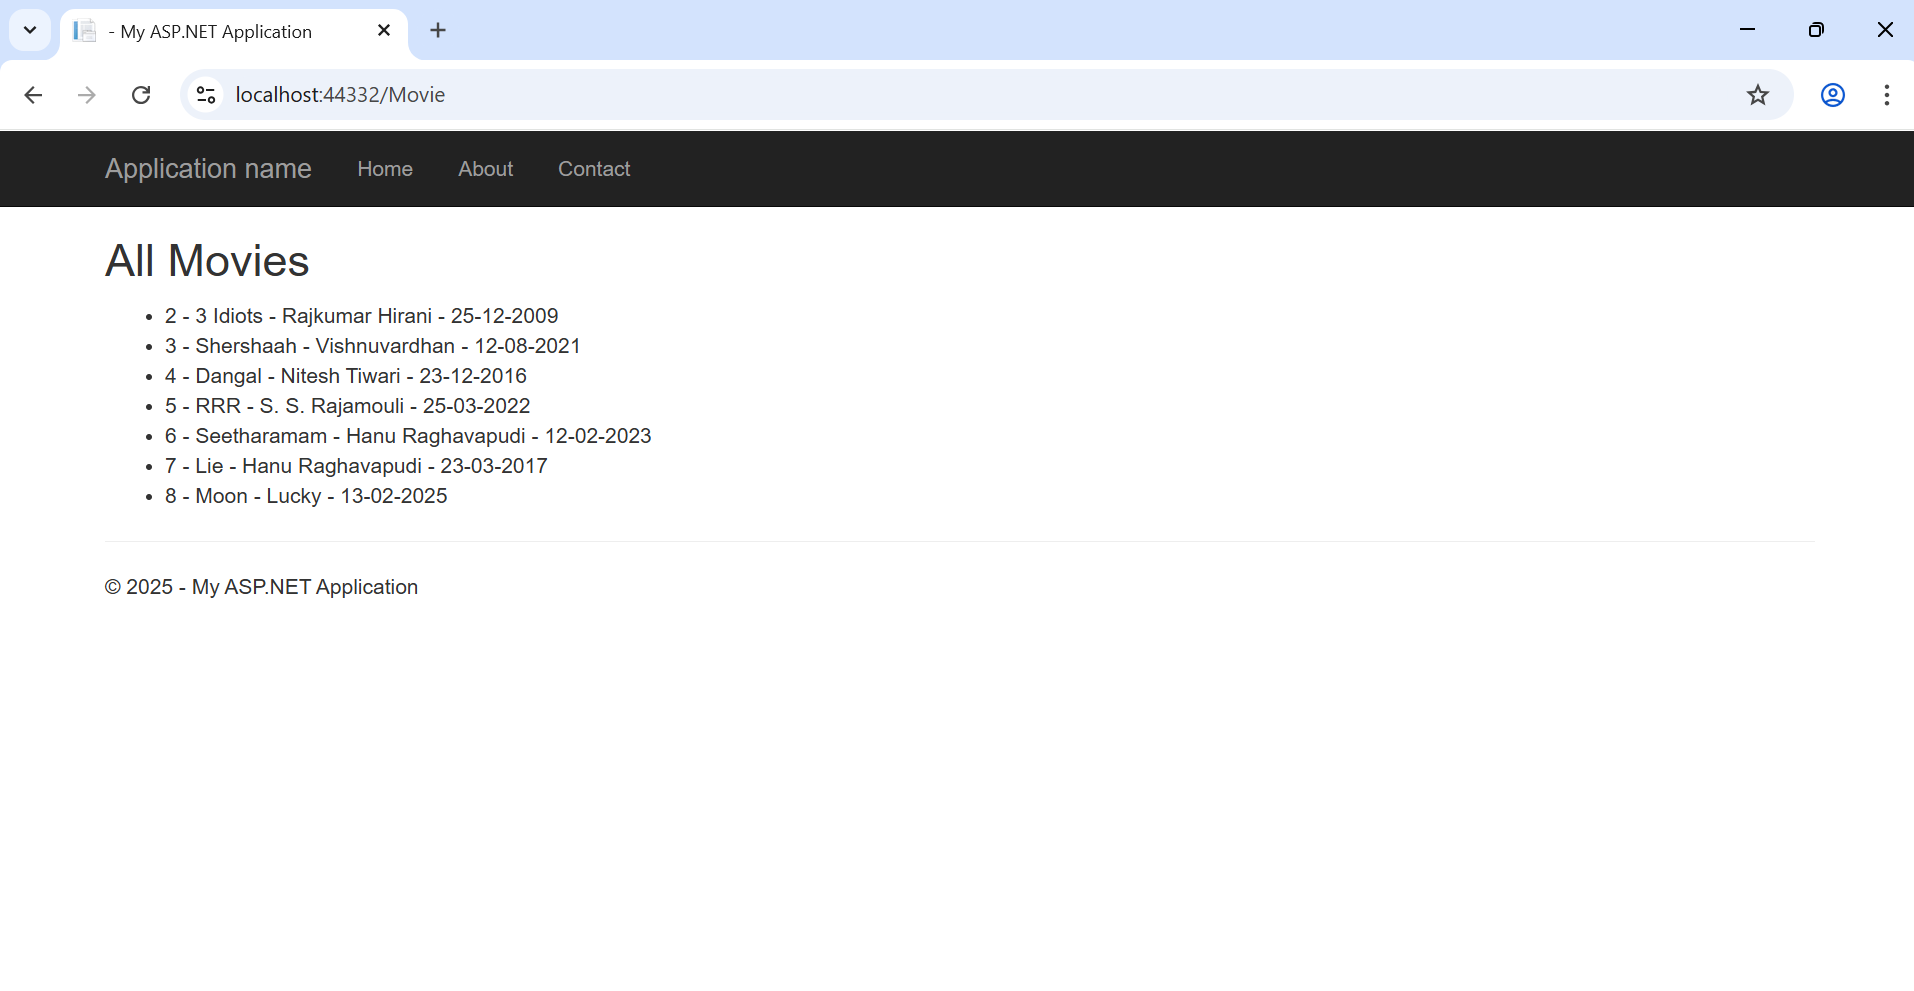 - My ASP.NET Application
localhost:44332/Movie
Application name Home About Contact
All Movies
2 - 3 Idiots - Rajkumar Hirani - 25-12-2009
3 - Shershaah - Vishnuvardhan - 12-08-2021
4 - Dangal - Nitesh Tiwari - 23-12-2016
5 - RRR - S. S. Rajamouli - 25-03-2022
6 - Seetharamam - Hanu Raghavapudi - 12-02-2023
7 - Lie - Hanu Raghavapudi - 23-03-2017
8 - Moon - Lucky - 13-02-2025
© 2025 - My ASP.NET Application